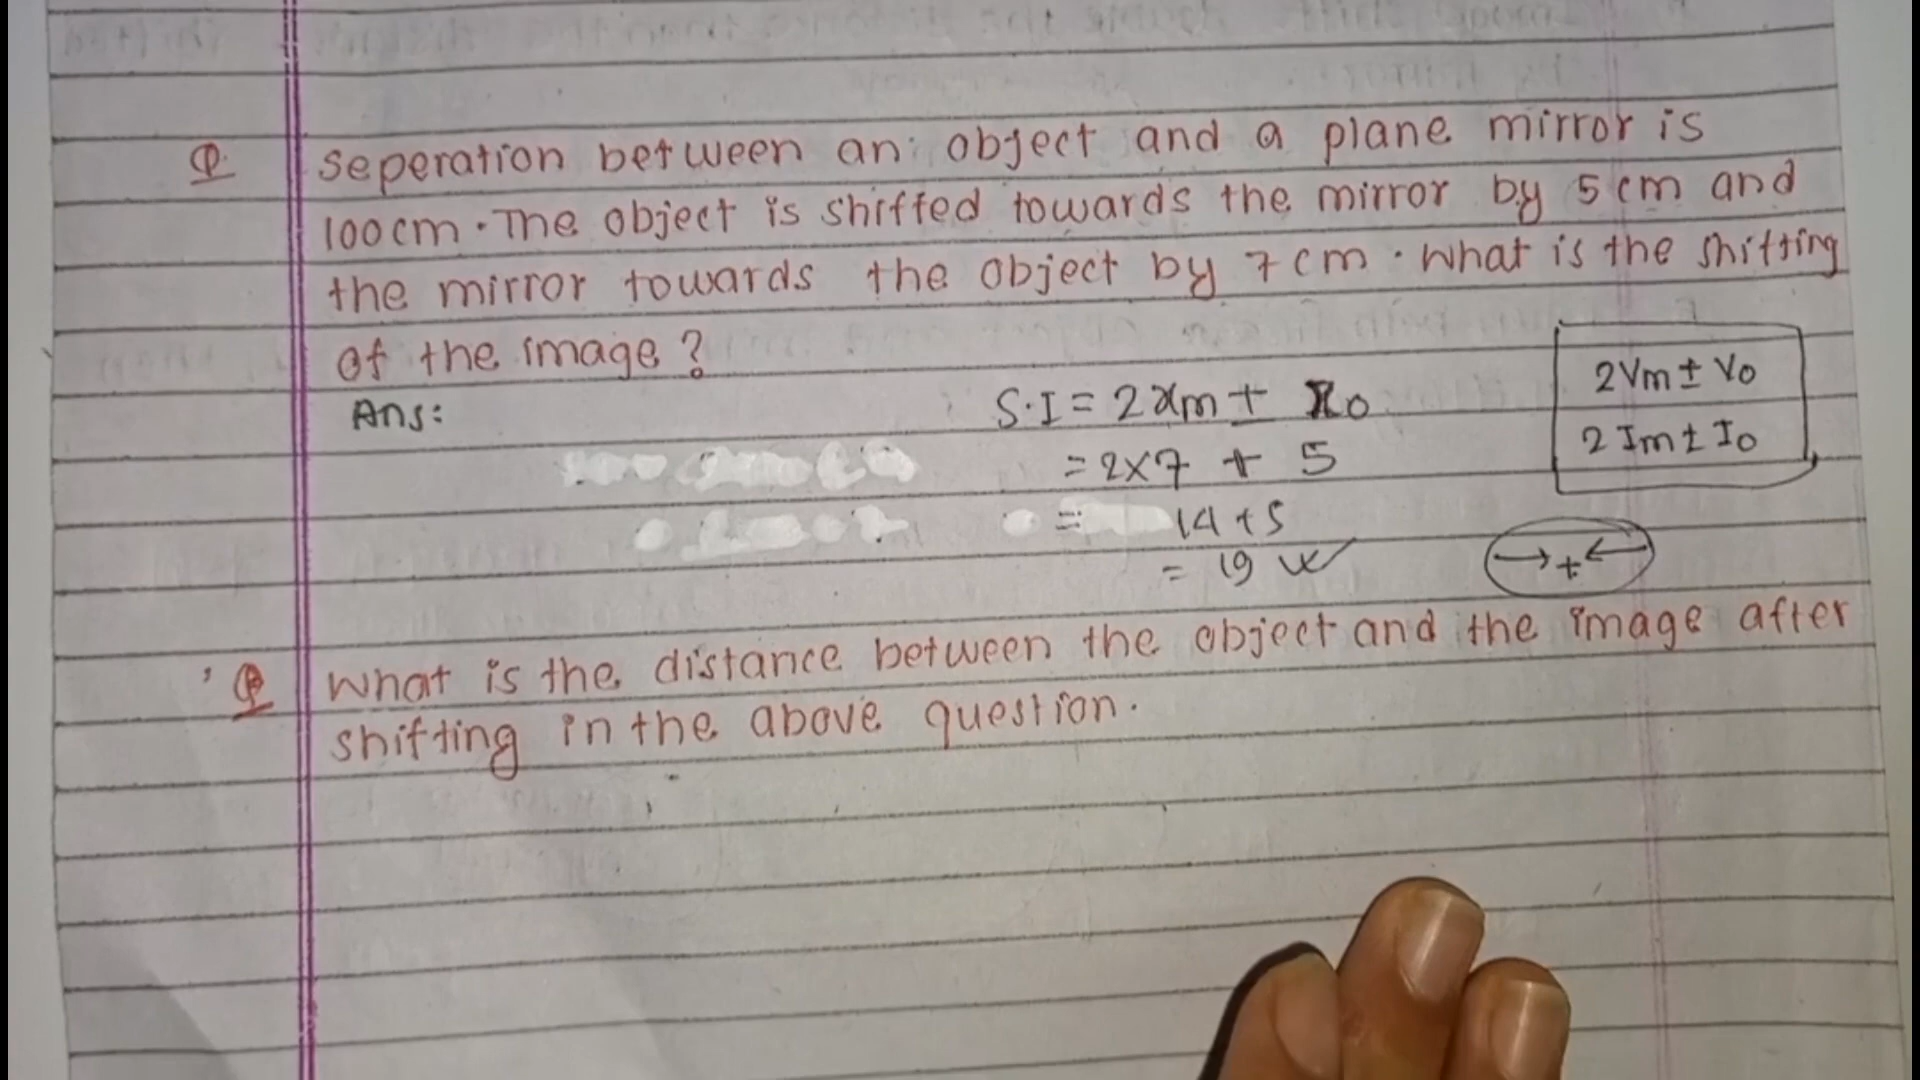 Q seperation between an object and a plane mirror is
100cm. The object is shifted towards the mirror by 5cm and
the mirror towards the object by 7cm. what is the shifting
of the image?
Ans:
S.I = 2xm ± xo
= 2x7 + 5
= 14+5
= 19
2Vm ± Vo
2Im ± Io
→ + ←
Q What is the distance between the object and the image after
shifting in the above question.